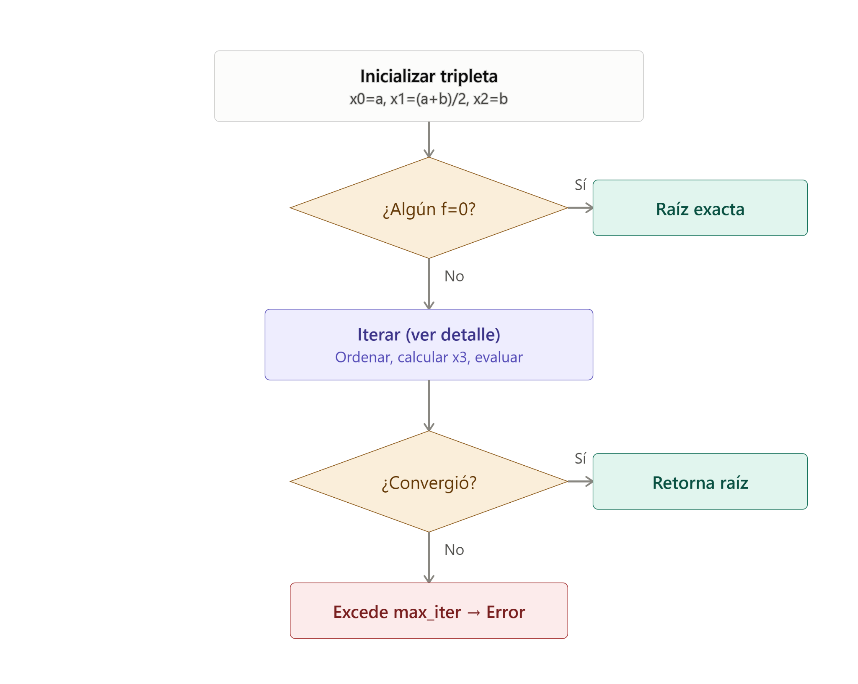 Inicializar tripleta
x0=a, x1=(a+b)/2, x2=b
¿Algún f=0?
Sí
Raíz exacta
No
Iterar (ver detalle)
Ordenar, calcular x3, evaluar
¿Convergió?
Sí
Retorna raíz
No
Excede max_iter → Error